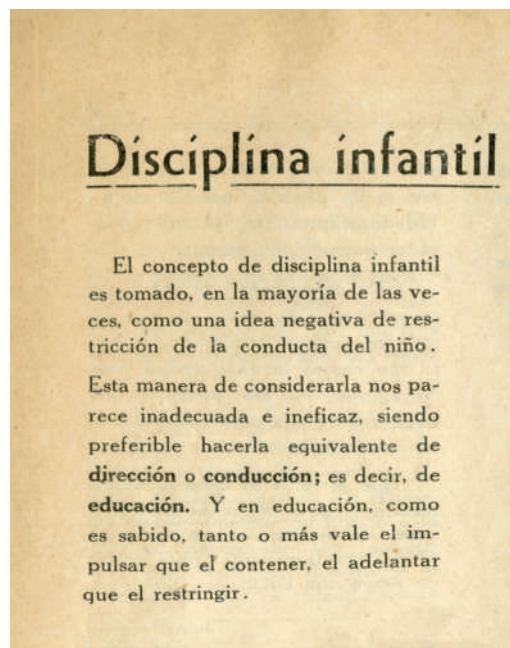 Disciplina infantil
El concepto de disciplina infantil
es tomado, en la mayoría de las ve-
ces, como una idea negativa de res-
tricción de la conducta del niño.
Esta manera de considerarla nos pa-
rece inadecuada e ineficaz, siendo
preferible hacerla equivalente de
dirección o conducción; es decir, de
educación. Y en educación, como
es sabido, tanto o más vale el im-
pulsar que el contener, el adelantar
que el restringir.